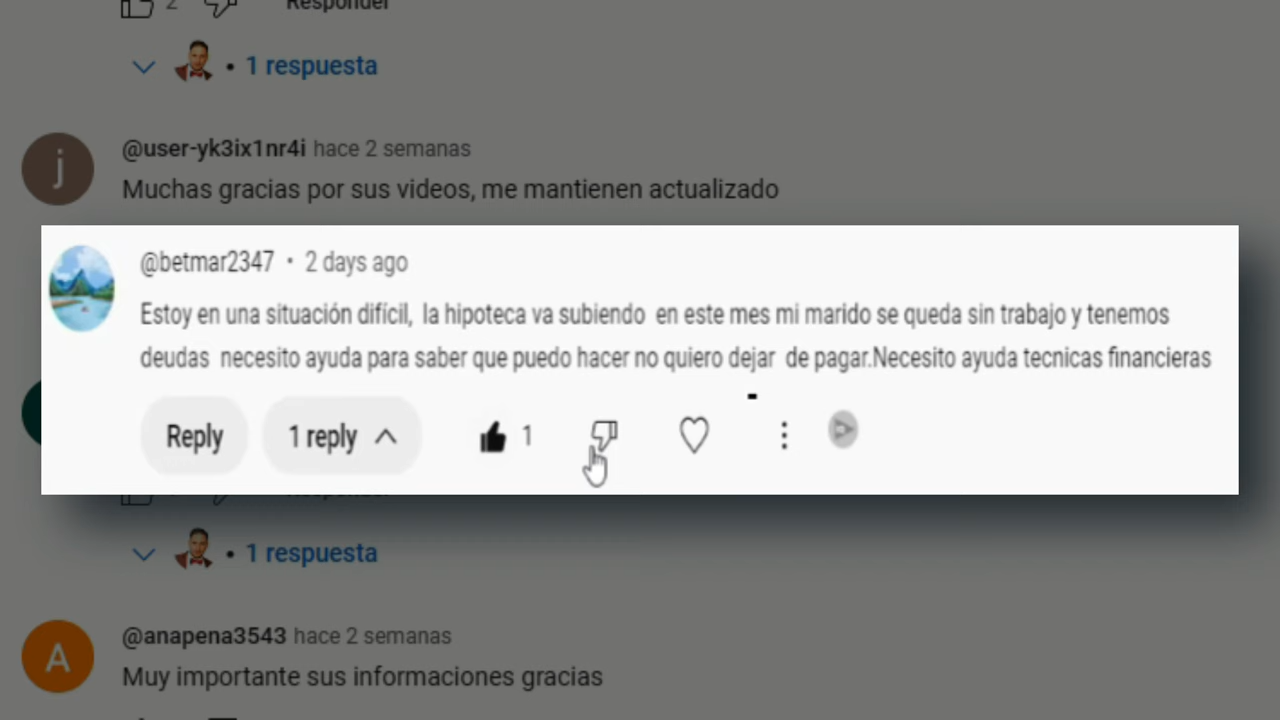 2 Responder
1 respuesta
j
@user-yk3ix1nr4i hace 2 semanas
Muchas gracias por sus videos, me mantienen actualizado
@betmar2347 · 2 days ago
Estoy en una situación difícil, la hipoteca va subiendo en este mes mi marido se queda sin trabajo y tenemos
deudas necesito ayuda para saber que puedo hacer no quiero dejar de pagar.Necesito ayuda tecnicas financieras
Reply 1 reply 1
Responder
1 respuesta
A
@anapena3543 hace 2 semanas
Muy importante sus informaciones gracias